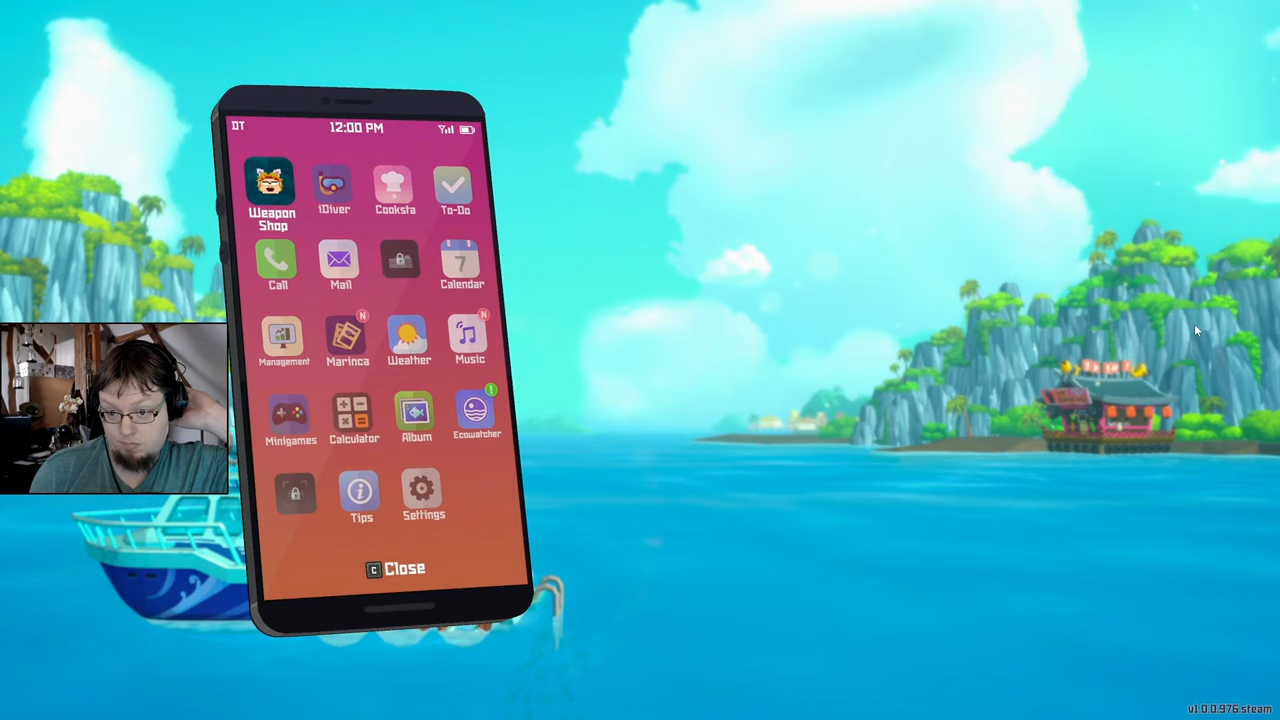 DT
12:00 PM
Weapon
Shop
iDiver
Cooksta
To-Do
Call
Mail
7
Calendar
Management
N
Marinca
Weather
N
Music
Minigames
Calculator
Album
!
Ecowatcher
Tips
Settings
C Close
v1.0.0.976.steam